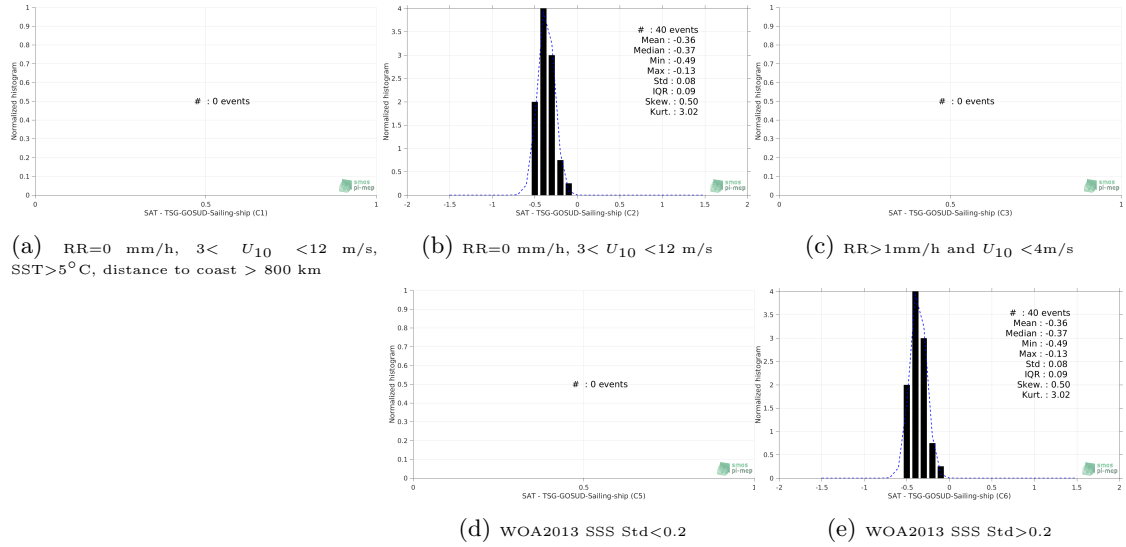 1
0.9
0.8
0.7
0.6
0.5
0.4
0.3
0.2
0.1
0
Normalized histogram
# : 0 events
smos
pi-mep
0
0.5
1
SAT - TSG-GOSUD-Sailing-ship (C1)
4
3.5
3
2.5
2
1.5
1
0.5
0
Normalized histogram
# : 40 events
Mean : -0.36
Median : -0.37
Min : -0.49
Max : -0.13
Std : 0.08
IQR : 0.09
Skew. : 0.50
Kurt. : 3.02
smos
pi-mep
-2
-1.5
-1
-0.5
0
0.5
1
1.5
2
SAT - TSG-GOSUD-Sailing-ship (C2)
1
0.9
0.8
0.7
0.6
0.5
0.4
0.3
0.2
0.1
0
Normalized histogram
# : 0 events
smos
pi-mep
0
0.5
1
SAT - TSG-GOSUD-Sailing-ship (C3)
(a) RR=0 mm/h, 3< U10 <12 m/s,
SST>5°C, distance to coast > 800 km
(b) RR=0 mm/h, 3< U10 <12 m/s
(c) RR>1mm/h and U10 <4m/s
1
0.9
0.8
0.7
0.6
0.5
0.4
0.3
0.2
0.1
0
Normalized histogram
# : 0 events
smos
pi-mep
0
0.5
1
SAT - TSG-GOSUD-Sailing-ship (C5)
4
3.5
3
2.5
2
1.5
1
0.5
0
Normalized histogram
# : 40 events
Mean : -0.36
Median : -0.37
Min : -0.49
Max : -0.13
Std : 0.08
IQR : 0.09
Skew. : 0.50
Kurt. : 3.02
smos
pi-mep
-2
-1.5
-1
-0.5
0
0.5
1
1.5
2
SAT - TSG-GOSUD-Sailing-ship (C6)
(d) WOA2013 SSS Std<0.2
(e) WOA2013 SSS Std>0.2